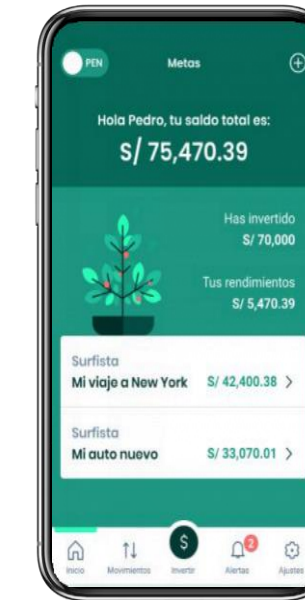 PEN
Metas
Hola Pedro, tu saldo total es:
S/ 75,470.39
Has invertido
S/ 70,000
Tus rendimientos
S/ 5,470.39
Surfista
Mi viaje a New York S/ 42,400.38 >
Surfista
Mi auto nuevo S/ 33,070.01 >
$
2
Inicio Movimientos Invertir Alertas Ajustes